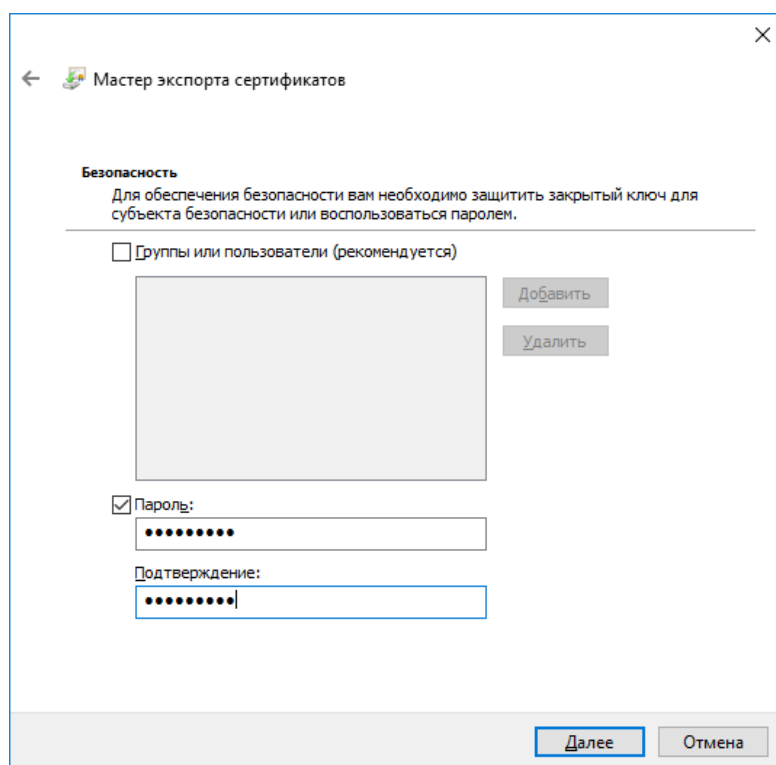 Мастер экспорта сертификатов
Безопасность
Для обеспечения безопасности вам необходимо защитить закрытый ключ для
субъекта безопасности или воспользоваться паролем.
Группы или пользователи (рекомендуется)
Добавить
Удалить
Пароль:
•••••••••
Подтверждение:
•••••••••
Далее
Отмена